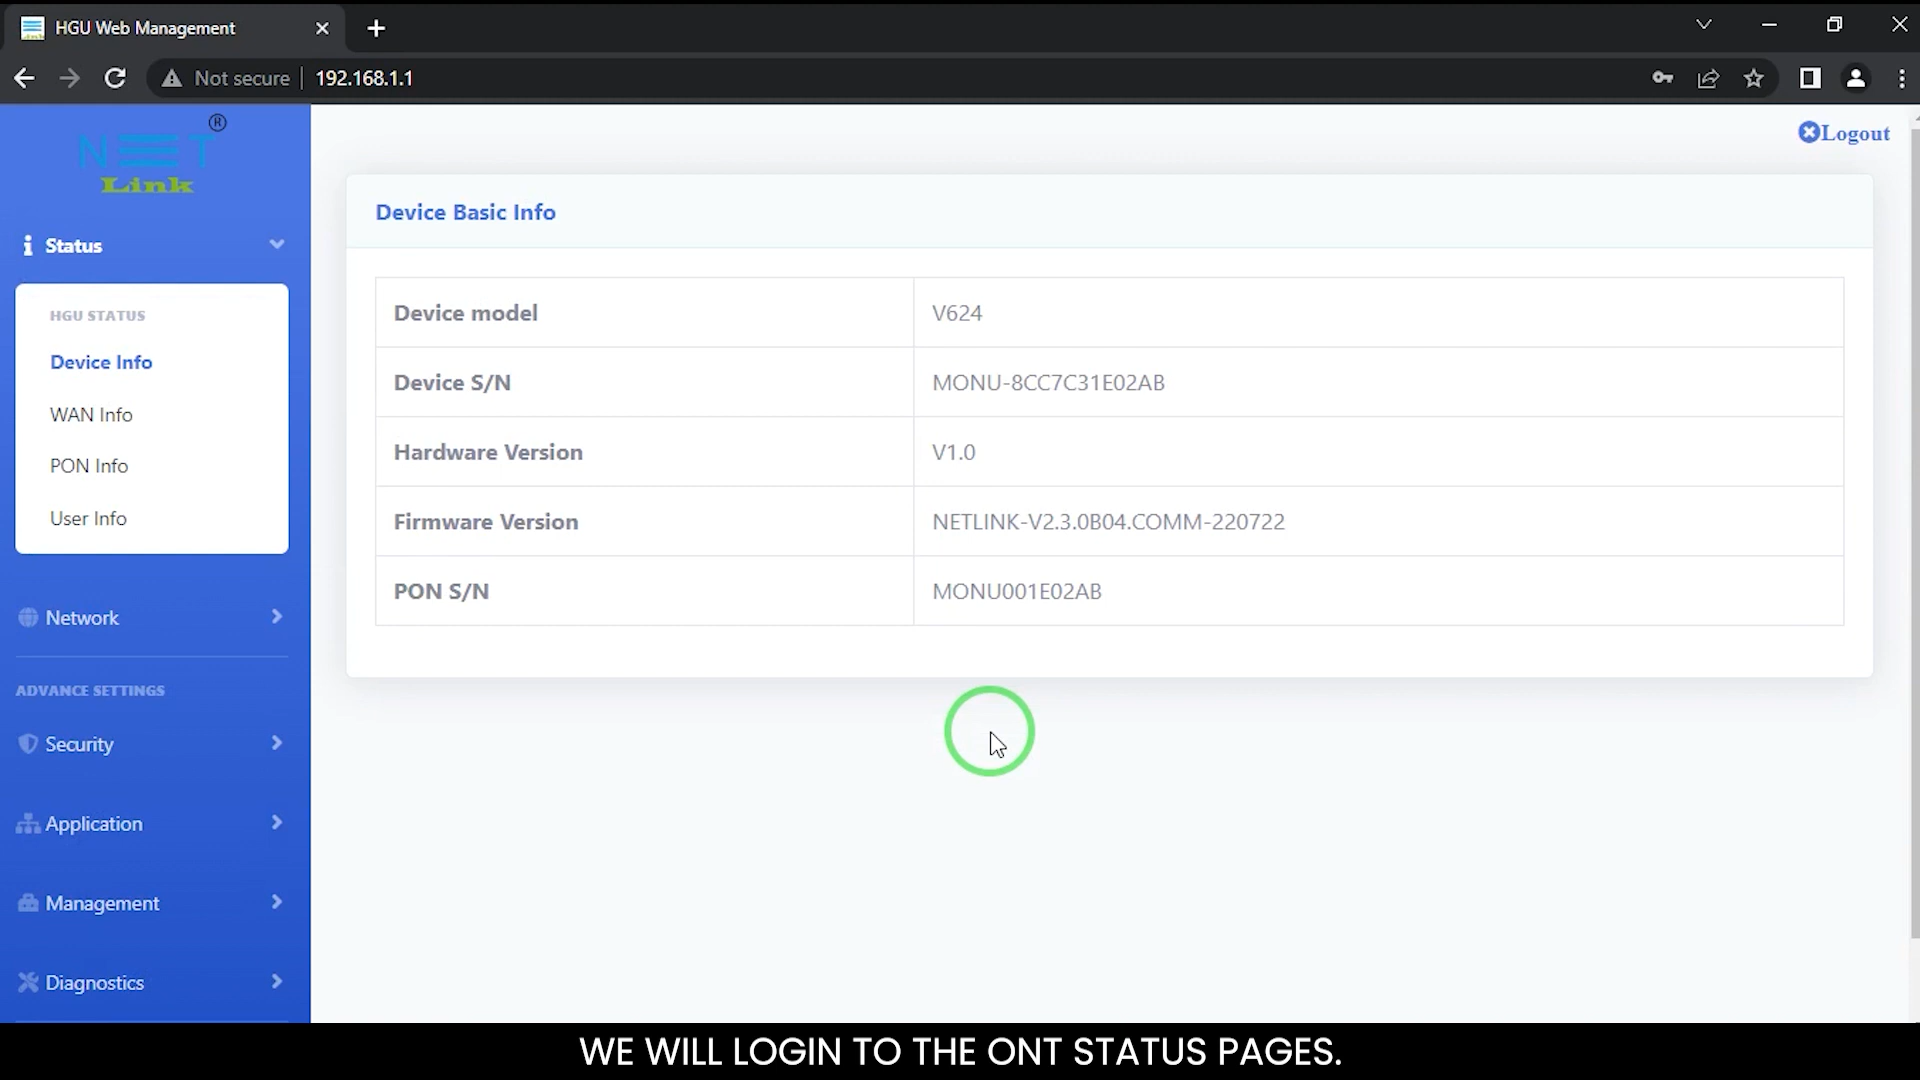 HGU Web Management
Not secure 192.168.1.1
N T ®
Link
Logout
Status
HGU STATUS
Device Info
WAN Info
PON Info
User Info
Network
ADVANCE SETTINGS
Security
Application
Management
Diagnostics
Device Basic Info
Device model V624
Device S/N MONU-8CC7C31E02AB
Hardware Version V1.0
Firmware Version NETLINK-V2.3.0B04.COMM-220722
PON S/N MONU001E02AB
WE WILL LOGIN TO THE ONT STATUS PAGES.